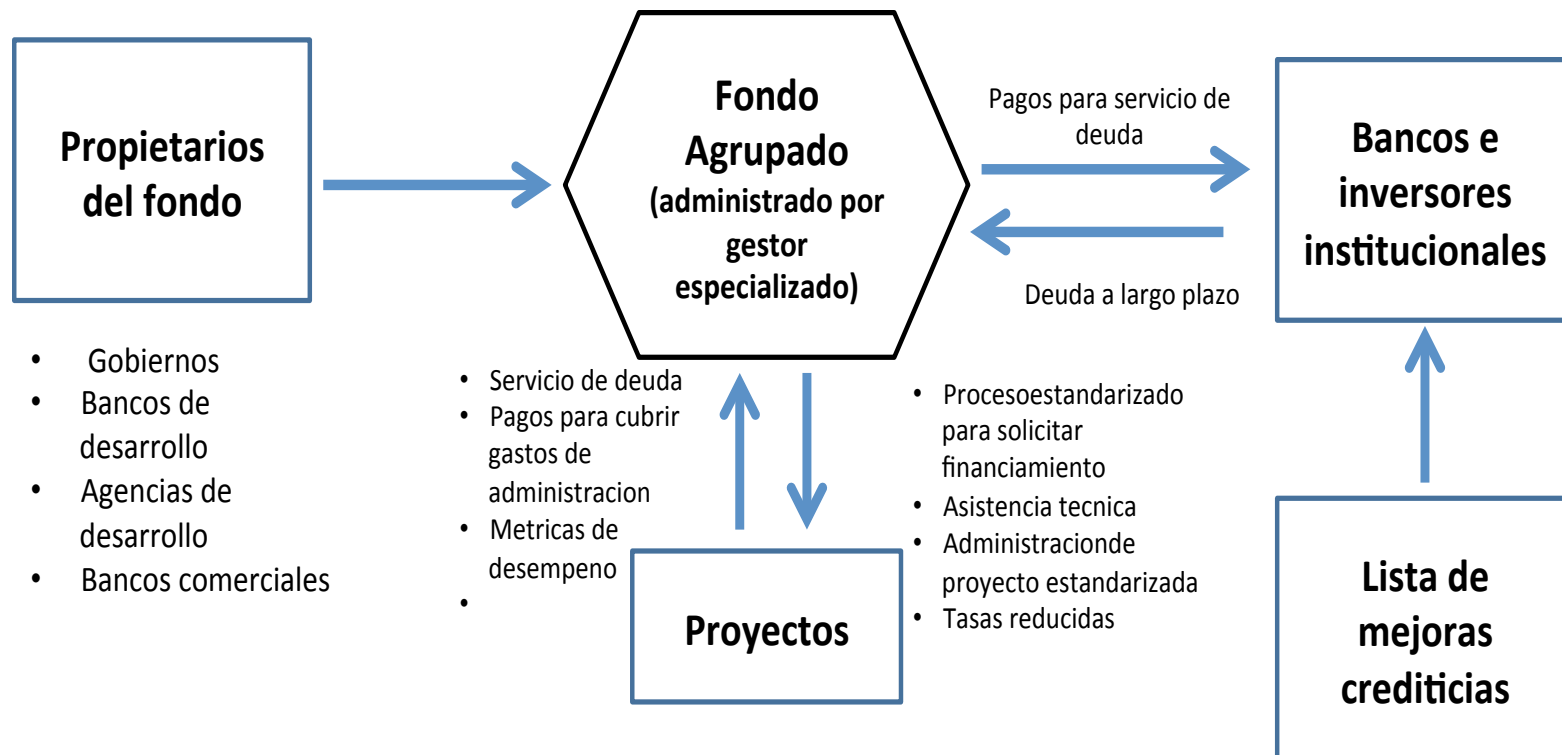 Propietarios
del fondo
• Gobiernos
• Bancos de
desarrollo
• Agencias de
desarrollo
• Bancos comerciales
Fondo
Agrupado
(administrado por
gestor
especializado)
Pagos para servicio de
deuda
Deuda a largo plazo
Bancos e
inversores
institucionales
• Servicio de deuda
• Pagos para cubrir
gastos de
administracion
• Metricas de
desempeno
•
Proyectos
• Procesoestandarizado
para solicitar
financiamiento
• Asistencia tecnica
• Administracionde
proyecto estandarizada
• Tasas reducidas
Lista de
mejoras
crediticias